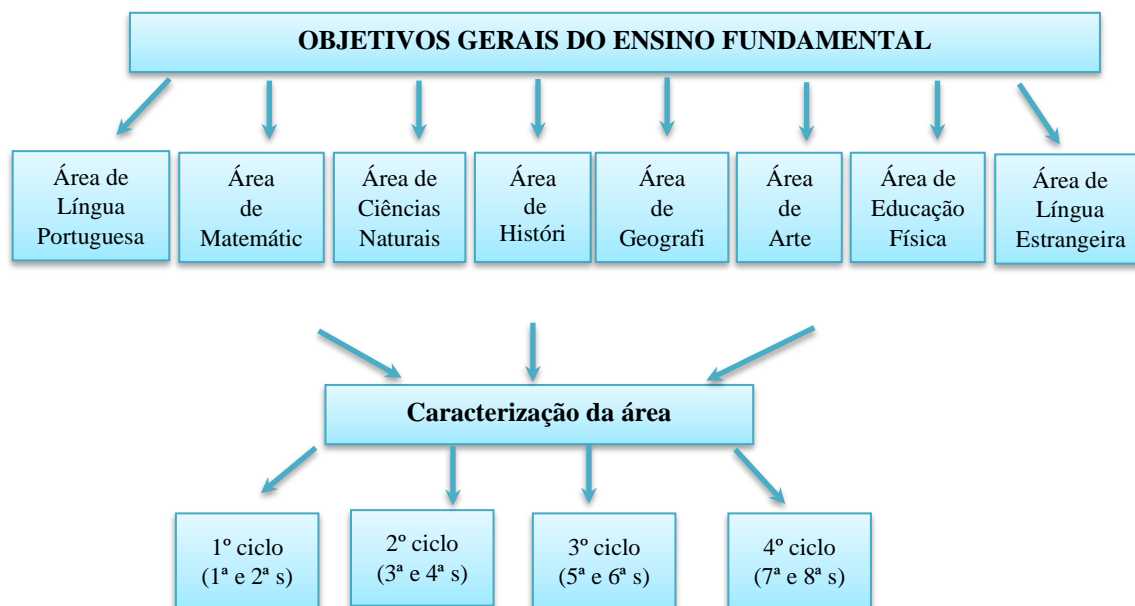 OBJETIVOS GERAIS DO ENSINO FUNDAMENTAL
Área de
Língua
Portuguesa
Área
de
Matemátic
Área de
Ciências
Naturais
Área
de
Históri
Área
de
Geografi
Área
de
Arte
Área de
Educação
Física
Área de
Língua
Estrangeira
Caracterização da área
1º ciclo
(1ª e 2ª s)
2º ciclo
(3ª e 4ª s)
3º ciclo
(5ª e 6ª s)
4º ciclo
(7ª e 8ª s)